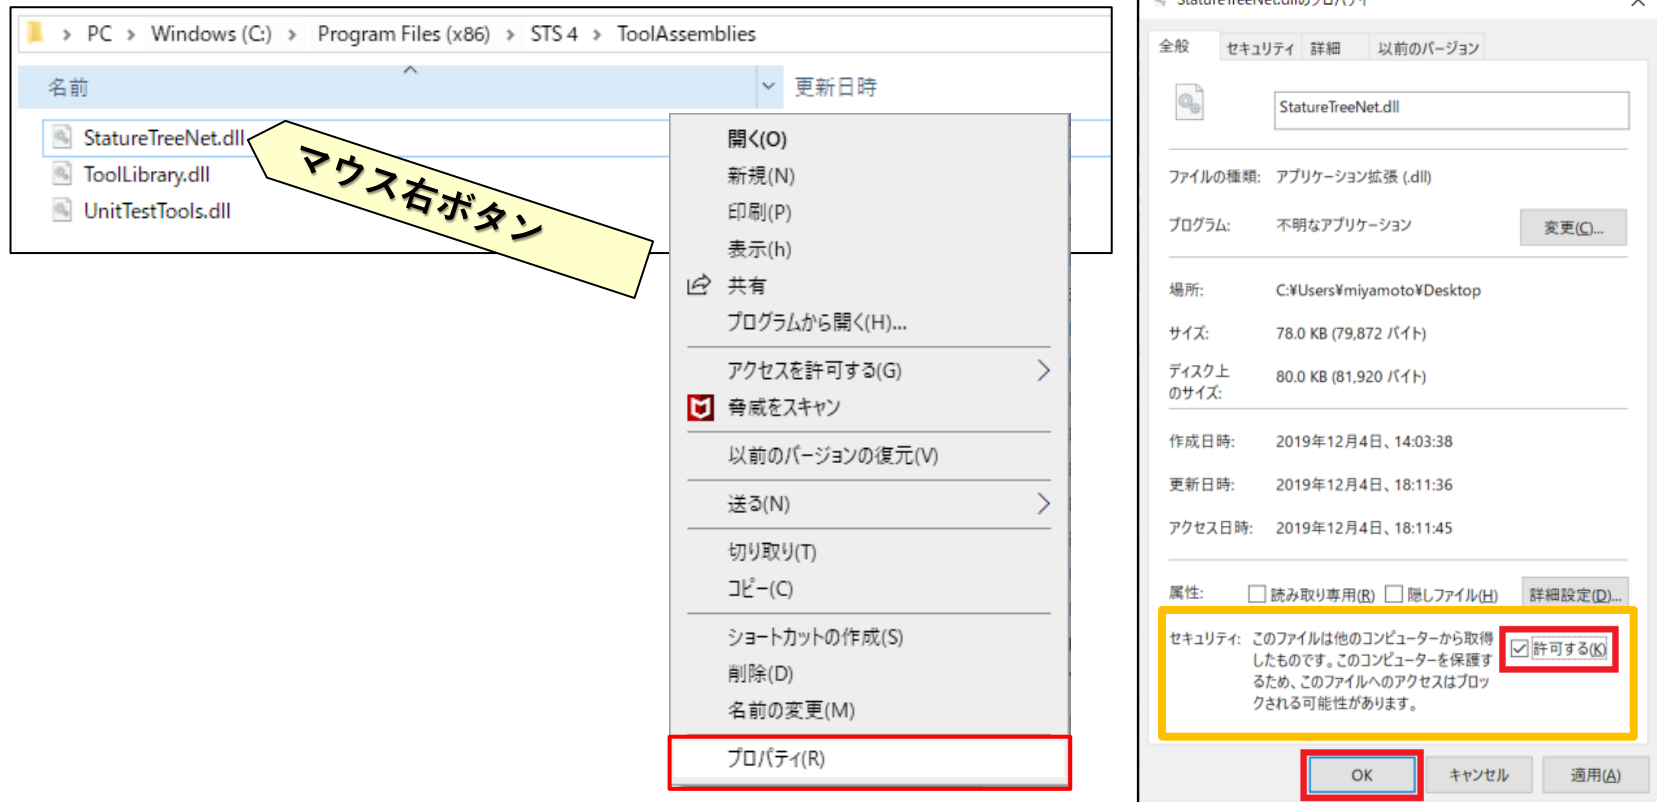 PC > Windows (C:) > Program Files (x86) > STS 4 > ToolAssemblies
名前
更新日時
StatureTreeNet.dll
ToolLibrary.dll
UnitTestTools.dll
マウス右ボタン
開く(O)
新規(N)
印刷(P)
表示(h)
共有
プログラムから開く(H)...
アクセスを許可する(G)
脅威をスキャン
以前のバージョンの復元(V)
送る(N)
切り取り(T)
コピー(C)
ショートカットの作成(S)
削除(D)
名前の変更(M)
プロパティ(R)
StatureTreeNet.dllのプロパティ
全般 セキュリティ 詳細 以前のバージョン
StatureTreeNet.dll
ファイルの種類: アプリケーション拡張 (.dll)
プログラム: 不明なアプリケーション 変更(C)...
場所: C:¥Users¥miyamoto¥Desktop
サイズ: 78.0 KB (79,872 バイト)
ディスク上
のサイズ: 80.0 KB (81,920 バイト)
作成日時: 2019年12月4日、14:03:38
更新日時: 2019年12月4日、18:11:36
アクセス日時: 2019年12月4日、18:11:45
属性: 読み取り専用(R) 隠しファイル(H) 詳細設定(D)...
セキュリティ: このファイルは他のコンピューターから取得
したものです。このコンピューターを保護す
るため、このファイルへのアクセスはブロッ
クされる可能性があります。
許可する(K)
OK キャンセル 適用(A)